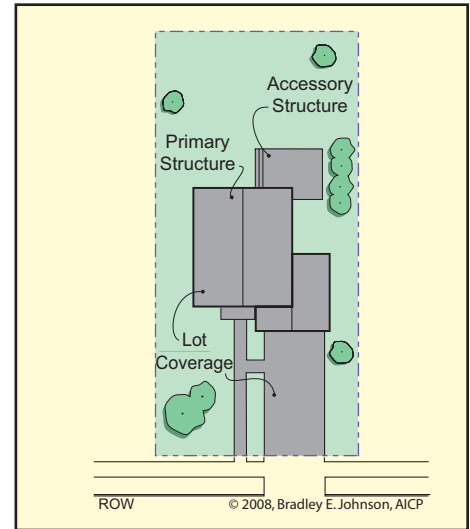 Accessory
Structure
Primary
Structure
Lot
Coverage
ROW
© 2008, Bradley E. Johnson, AICP